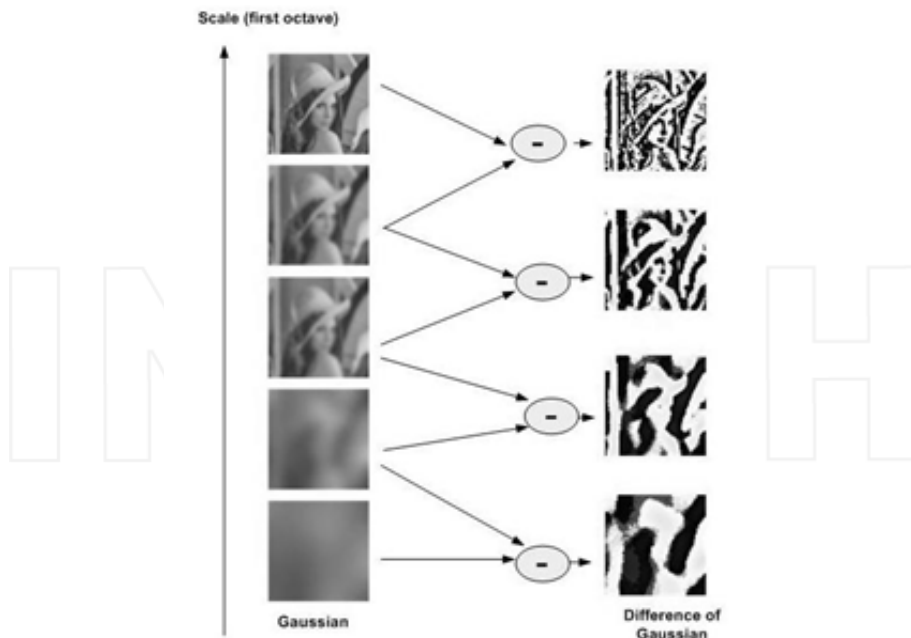 Scale (first octave)
-
-
-
-
Gaussian
Difference of
Gaussian